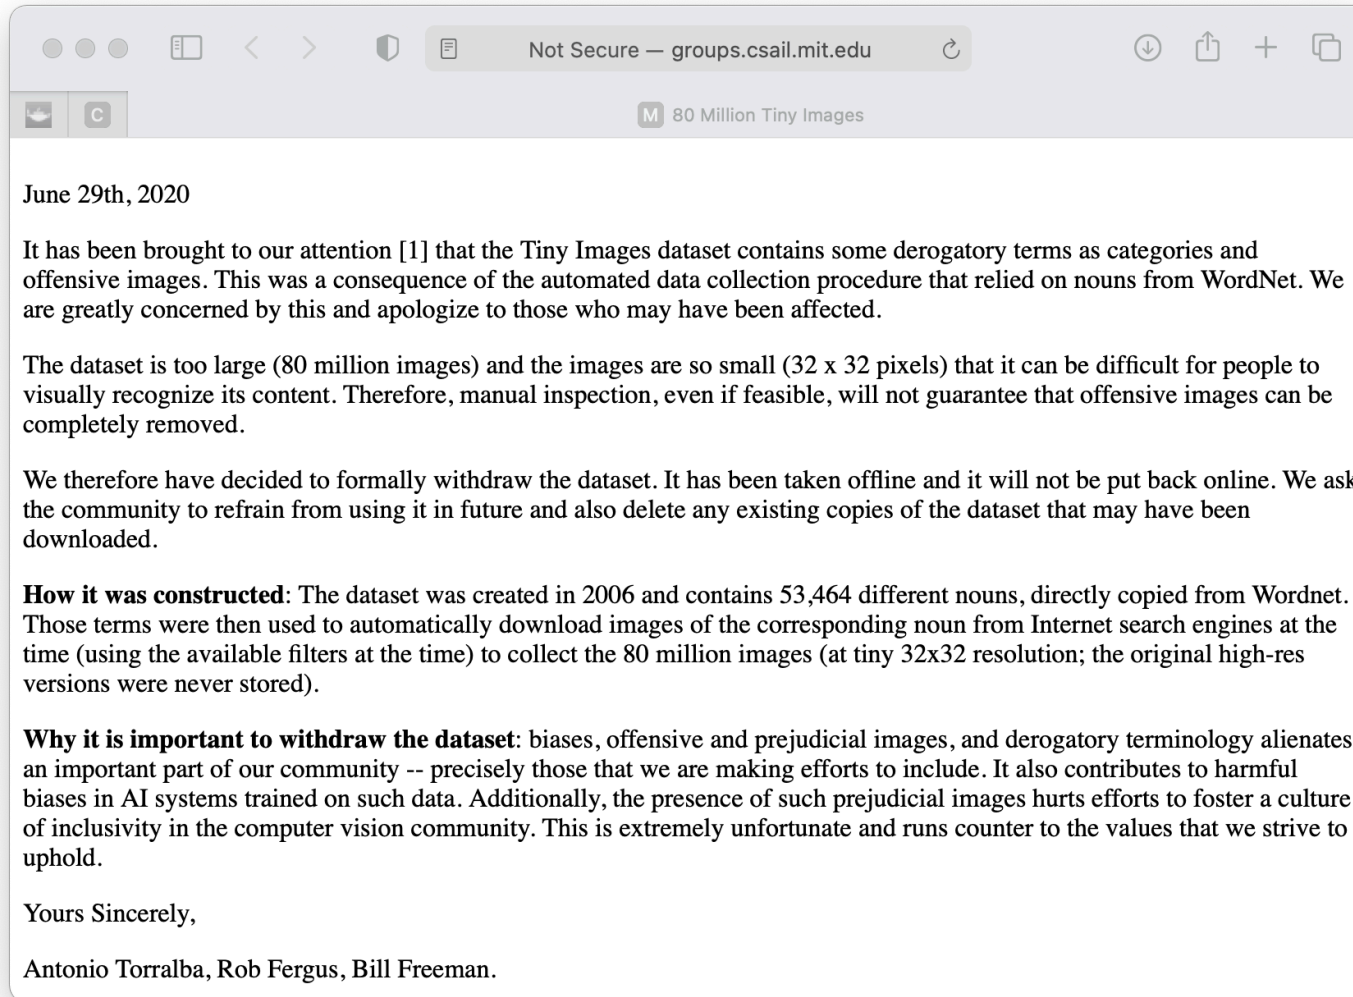 Not Secure — groups.csail.mit.edu
C
M 80 Million Tiny Images
June 29th, 2020
It has been brought to our attention [1] that the Tiny Images dataset contains some derogatory terms as categories and
offensive images. This was a consequence of the automated data collection procedure that relied on nouns from WordNet. We
are greatly concerned by this and apologize to those who may have been affected.
The dataset is too large (80 million images) and the images are so small (32 x 32 pixels) that it can be difficult for people to
visually recognize its content. Therefore, manual inspection, even if feasible, will not guarantee that offensive images can be
completely removed.
We therefore have decided to formally withdraw the dataset. It has been taken offline and it will not be put back online. We ask
the community to refrain from using it in future and also delete any existing copies of the dataset that may have been
downloaded.
How it was constructed: The dataset was created in 2006 and contains 53,464 different nouns, directly copied from Wordnet.
Those terms were then used to automatically download images of the corresponding noun from Internet search engines at the
time (using the available filters at the time) to collect the 80 million images (at tiny 32x32 resolution; the original high-res
versions were never stored).
Why it is important to withdraw the dataset: biases, offensive and prejudicial images, and derogatory terminology alienates
an important part of our community -- precisely those that we are making efforts to include. It also contributes to harmful
biases in AI systems trained on such data. Additionally, the presence of such prejudicial images hurts efforts to foster a culture
of inclusivity in the computer vision community. This is extremely unfortunate and runs counter to the values that we strive to
uphold.
Yours Sincerely,
Antonio Torralba, Rob Fergus, Bill Freeman.